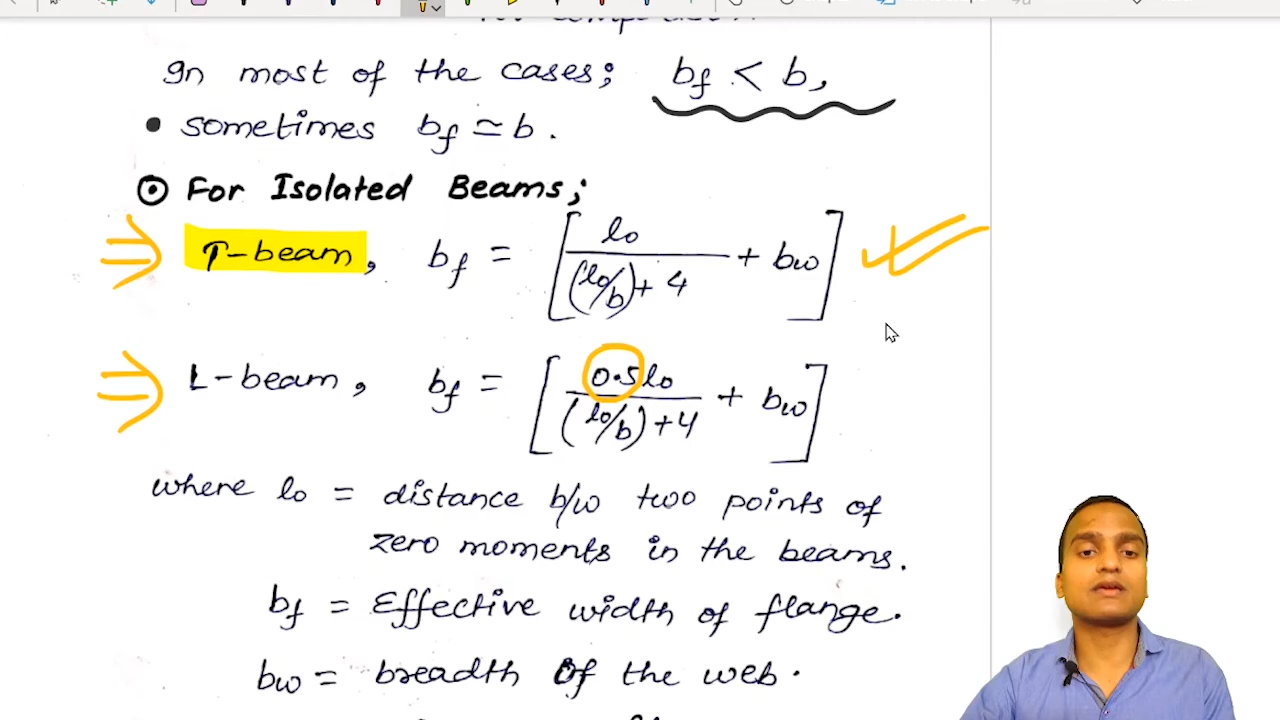 In most of the cases; bf < b,
• sometimes bf ≃ b.
⊙ For Isolated Beams;
⇒ T-beam, bf = [ lo / ((lo/b) + 4) + bw ]
⇒ L-beam, bf = [ 0.5lo / ((lo/b) + 4) + bw ]
where lo = distance b/w two points of
zero moments in the beams.
bf = Effective width of flange.
bw = breadth of the web.